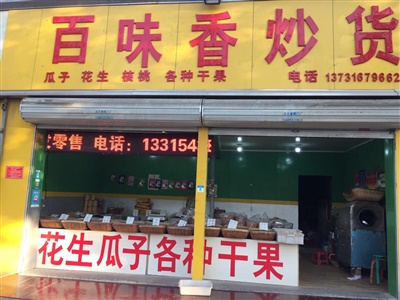 百味香炒货
瓜子 花生 核桃 各种干果 电话 13731679662
发零售 电话: 133154
花生瓜子各种干果